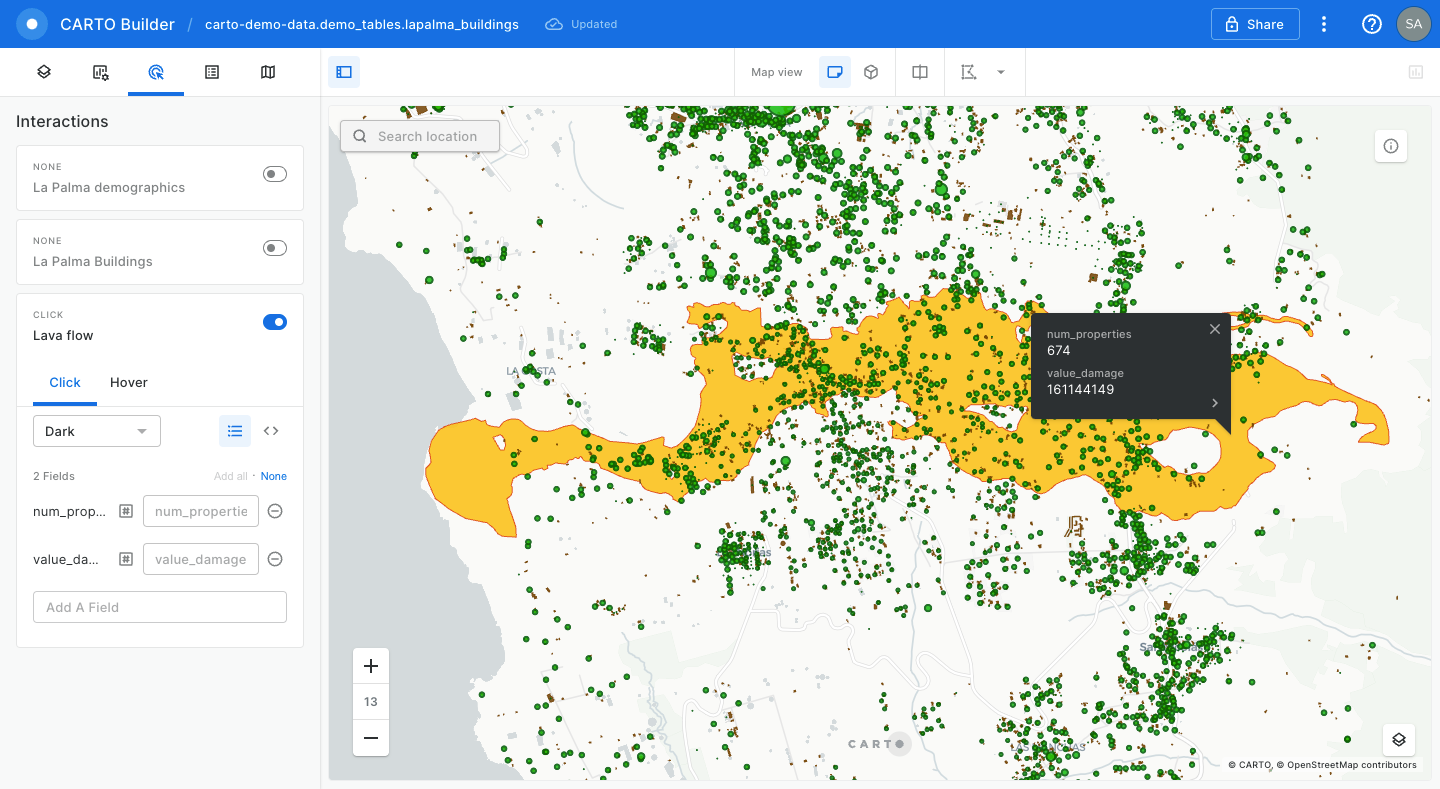 CARTO Builder / carto-demo-data.demo_tables.lapalma_buildings Updated Share SA
Map view
Interactions
Search location
NONE
La Palma demographics
NONE
La Palma Buildings
CLICK
Lava flow
Click Hover
Dark
2 Fields Add all · None
num_prop... num_propertie
value_da... value_damage
Add A Field
num_properties
674
value_damage
161144149
13
CARTO
© CARTO, © OpenStreetMap contributors